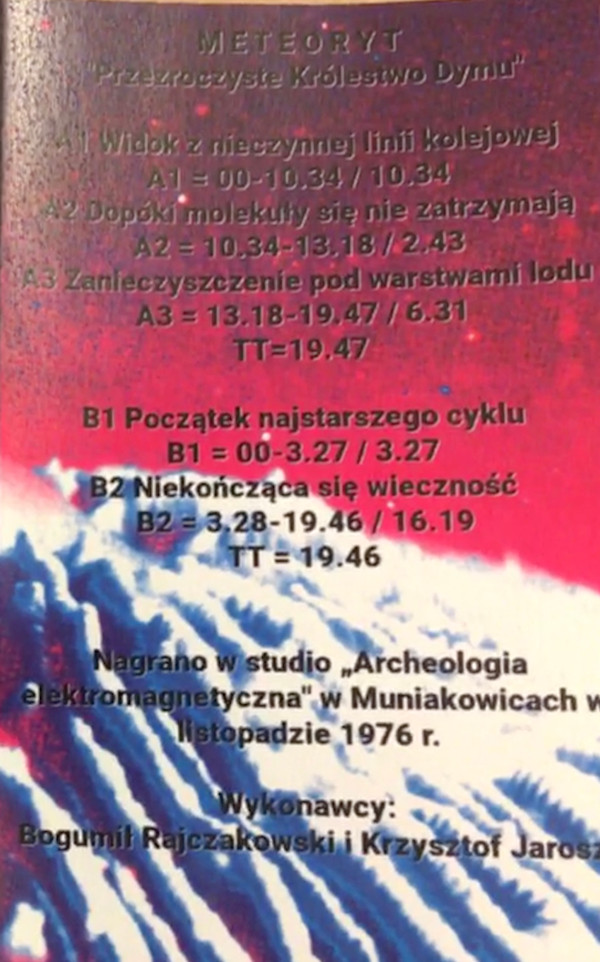 METEORYT
"Przezroczyste Królestwo Dymu"
A1 Widok z nieczynnej linii kolejowej
A1 = 00-10.34 / 10.34
A2 Dopóki molekuły się nie zatrzymają
A2 = 10.34-13.18 / 2.43
A3 Zanieczyszczenie pod warstwami lodu
A3 = 13.18-19.47 / 6.31
TT=19.47
B1 Początek najstarszego cyklu
B1 = 00-3.27 / 3.27
B2 Niekończąca się wieczność
B2 = 3.28-19.46 / 16.19
TT = 19.46
Nagrano w studio „Archeologia
elektromagnetyczna" w Muniakowicach w
listopadzie 1976 r.
Wykonawcy:
Bogumił Rajczakowski i Krzysztof Jarosz